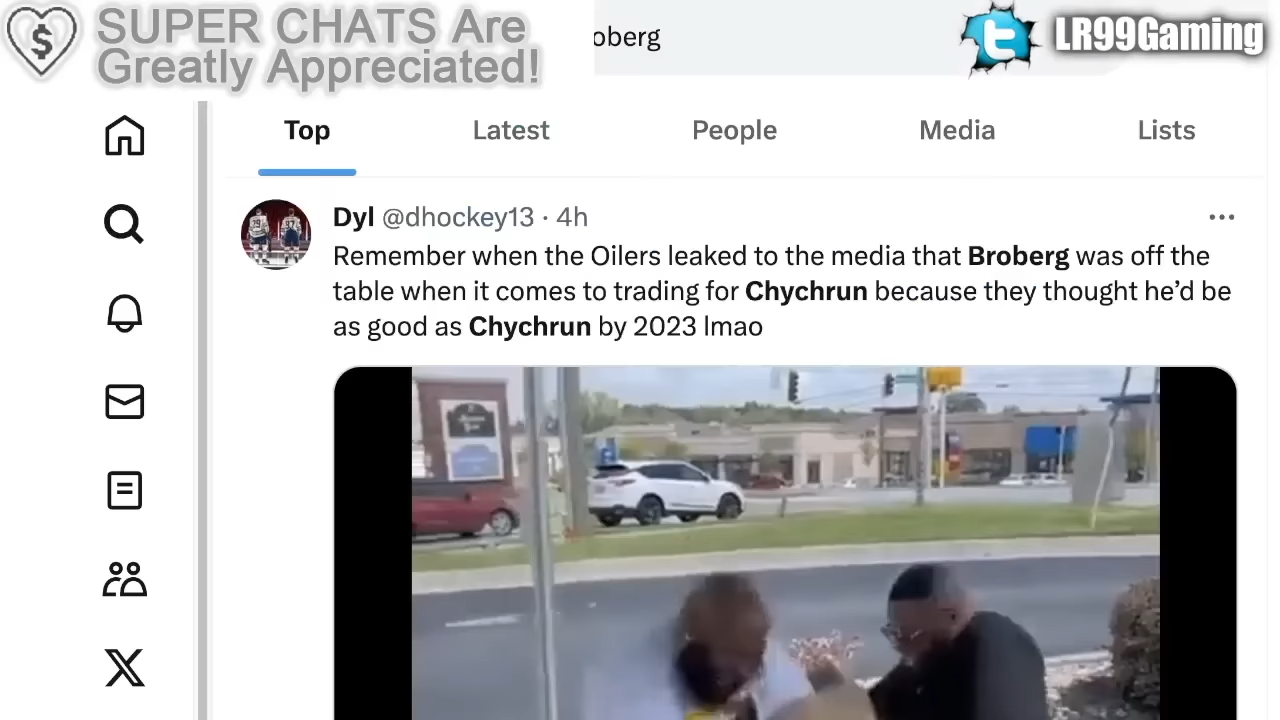 SUPER CHATS Are
Greatly Appreciated!
oberg
LR99Gaming
Top
Latest
People
Media
Lists
Dyl @dhockey13 · 4h
Remember when the Oilers leaked to the media that Broberg was off the
table when it comes to trading for Chychrun because they thought he’d be
as good as Chychrun by 2023 lmao